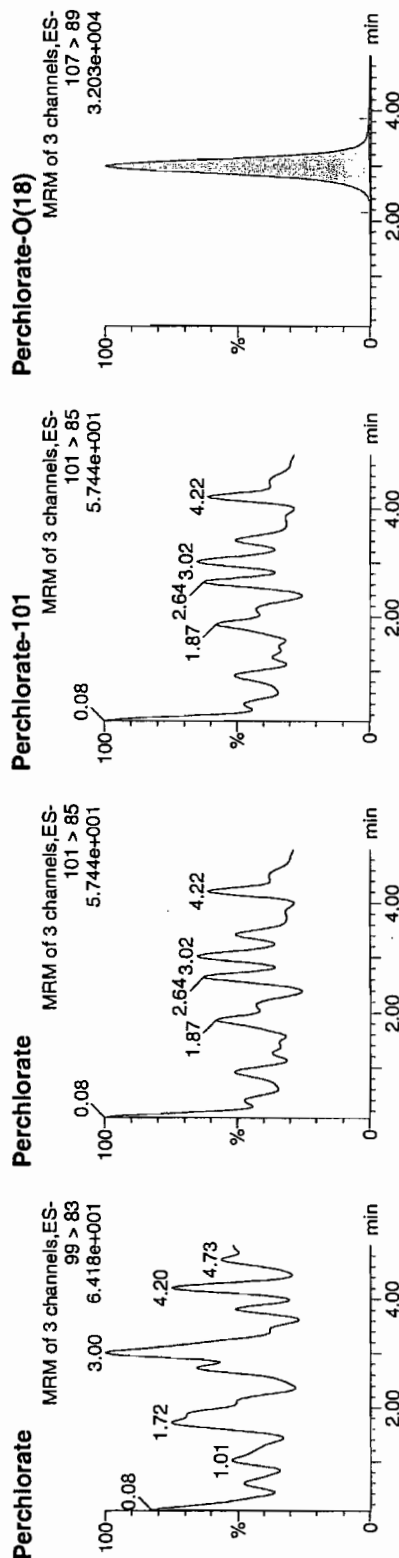 Perchlorate
MRM of 3 channels,ES-
99 > 83
6.418e+001
100
%
0
0.08
1.01
1.72
3.00
4.20
4.73
2.00
4.00
Perchlorate
MRM of 3 channels,ES-
101 > 85
5.744e+001
100
%
0
0.08
1.87
2.64
3.02
4.22
2.00
4.00
min
Perchlorate-101
MRM of 3 channels,ES-
101 > 85
5.744e+001
100
%
0
0.08
1.87
2.64
3.02
4.22
2.00
4.00
min
Perchlorate-O(18)
MRM of 3 channels,ES-
107 > 89
3.203e+004
100
%
0
2.00
4.00
min